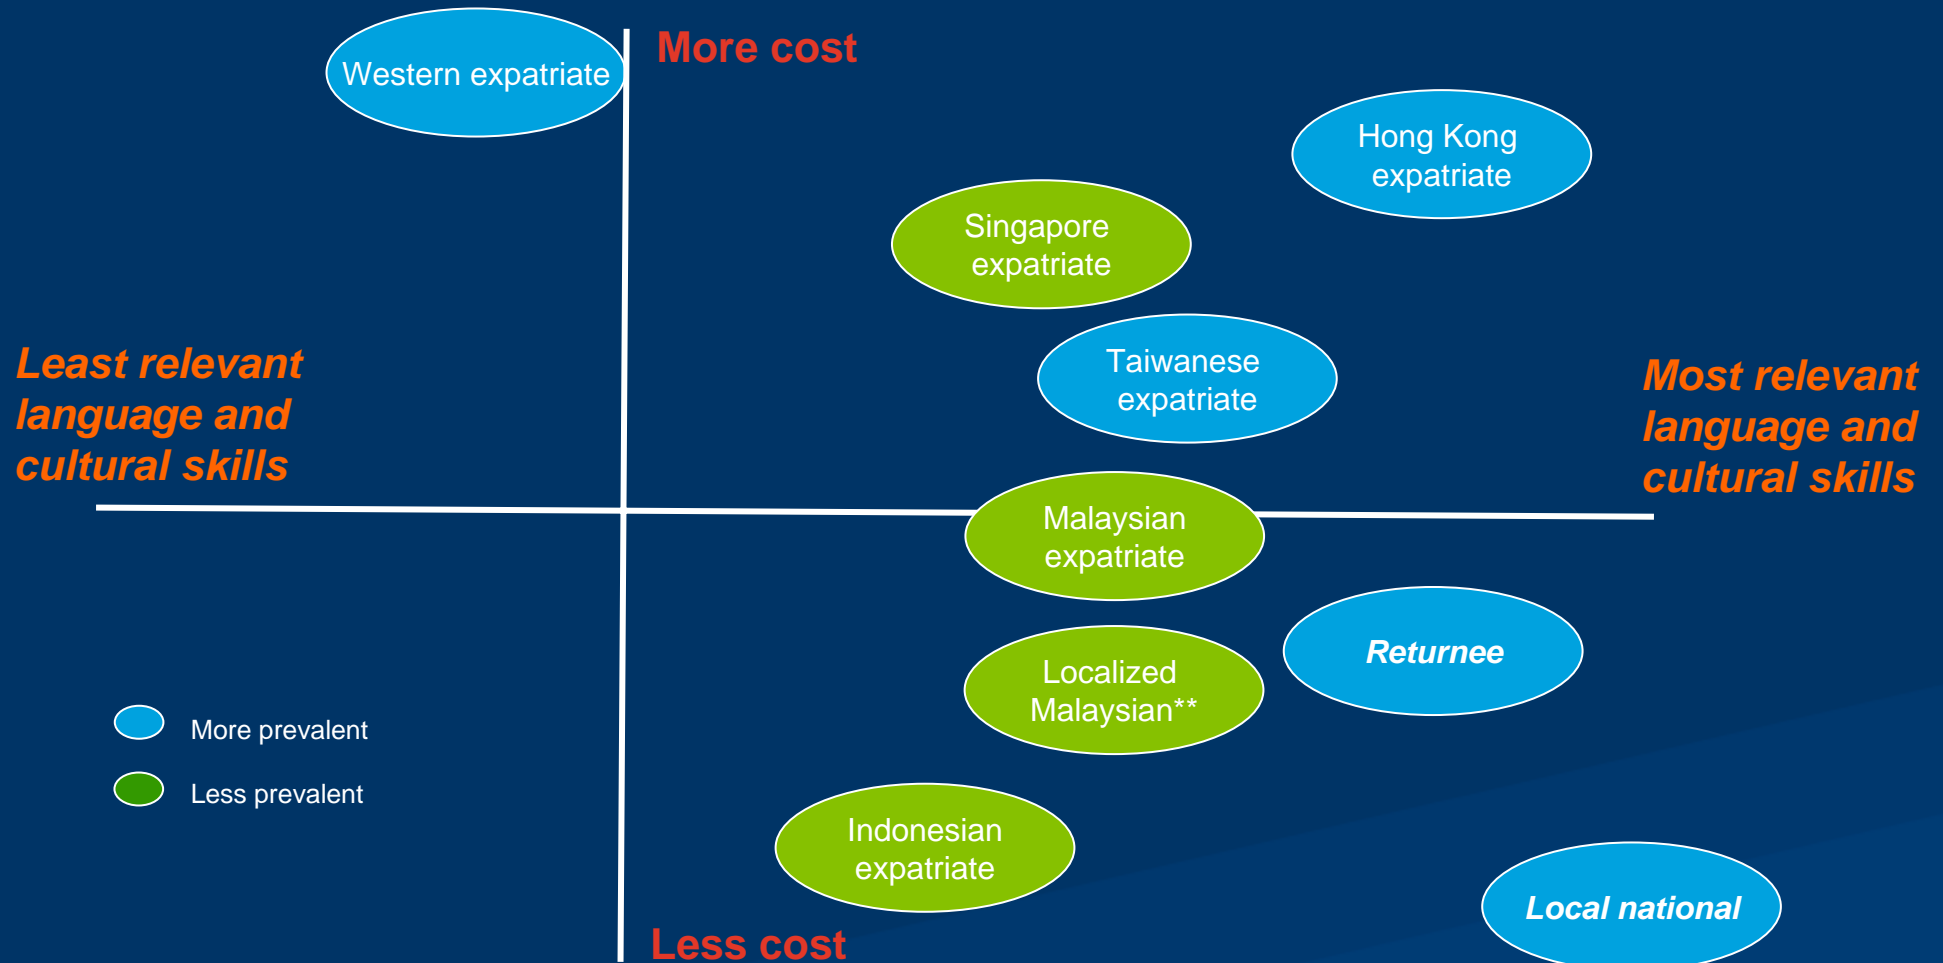 More cost
Western expatriate
Hong Kong
expatriate
Singapore
expatriate
Taiwanese
expatriate
Least relevant
language and
cultural skills
Most relevant
language and
cultural skills
Malaysian
expatriate
Returnee
Localized
Malaysian**
More prevalent
Less prevalent
Indonesian
expatriate
Local national
Less cost